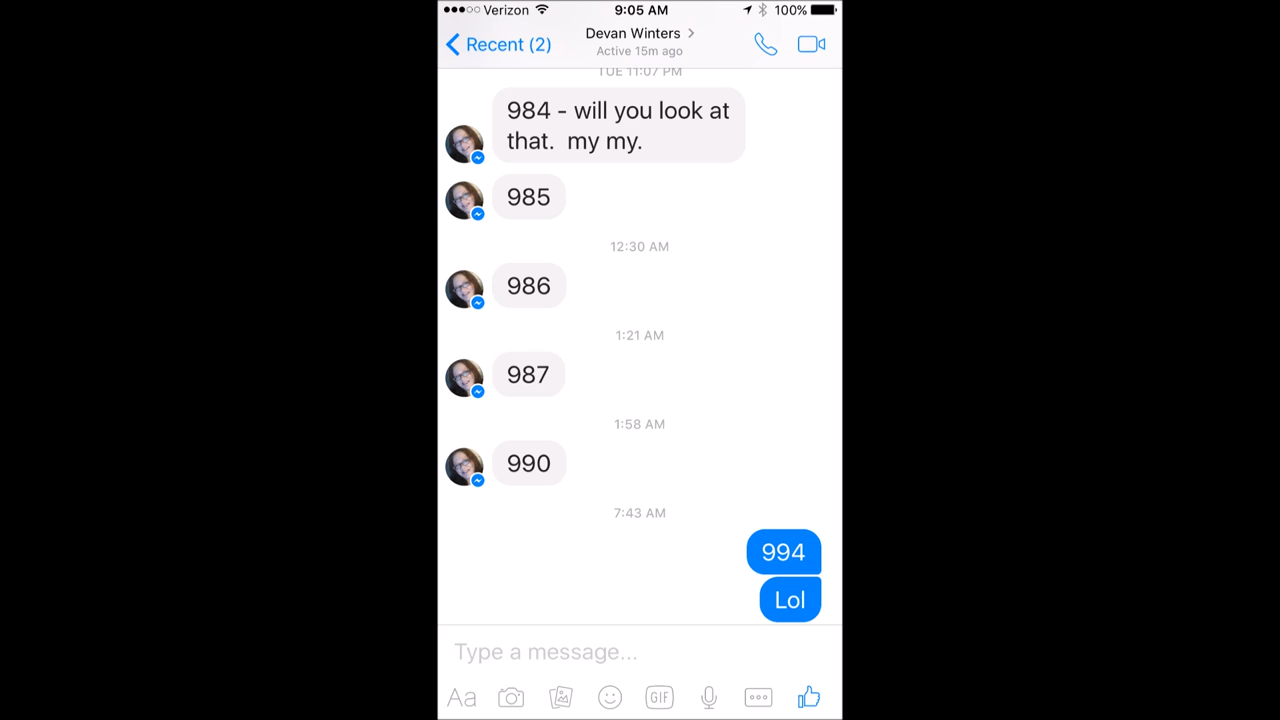 Verizon 9:05 AM 100%
Recent (2) Devan Winters
Active 15m ago
TUE 11:07 PM
984 - will you look at
that.  my my.
985
12:30 AM
986
1:21 AM
987
1:58 AM
990
7:43 AM
994
Lol
Type a message...
Aa GIF